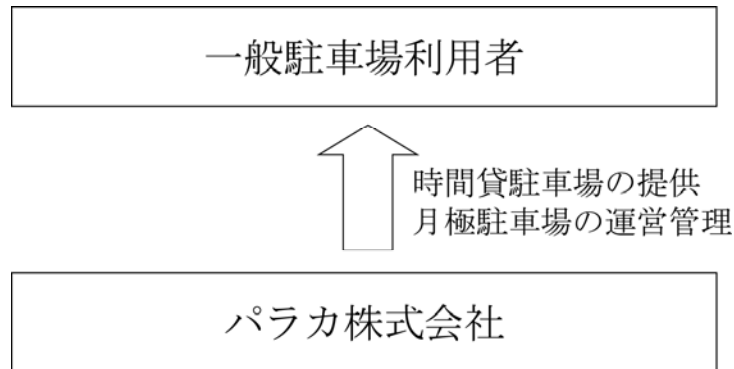 一般駐車場利用者
時間貸駐車場の提供
月極駐車場の運営管理
パラカ株式会社